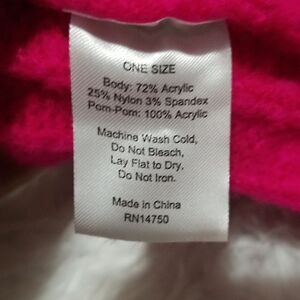 ONE SIZE
Body: 72% Acrylic
25% Nylon 3% Spandex
Pom-Pom: 100% Acrylic
Machine Wash Cold,
Do Not Bleach,
Lay Flat to Dry,
Do Not Iron.
Made in China
RN14750